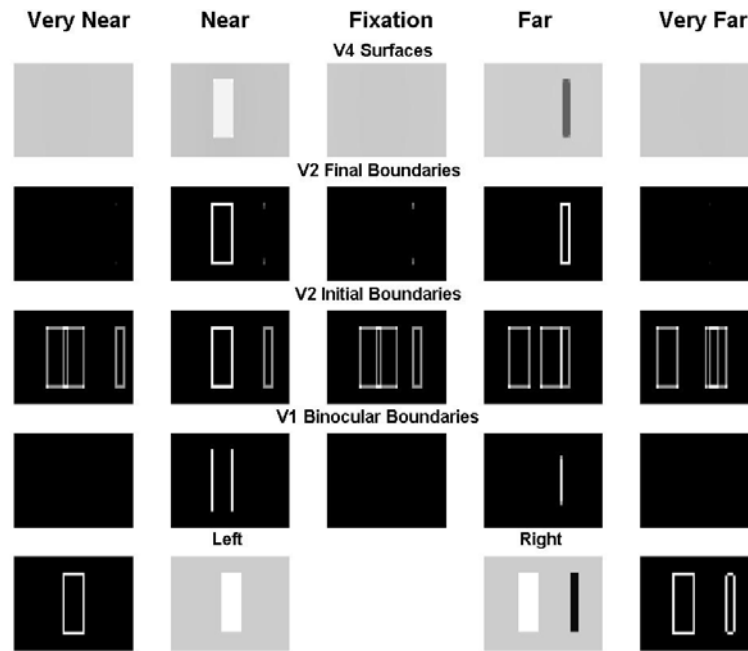 Very Near Near Fixation Far Very Far
V4 Surfaces
V2 Final Boundaries
V2 Initial Boundaries
V1 Binocular Boundaries
Left Right